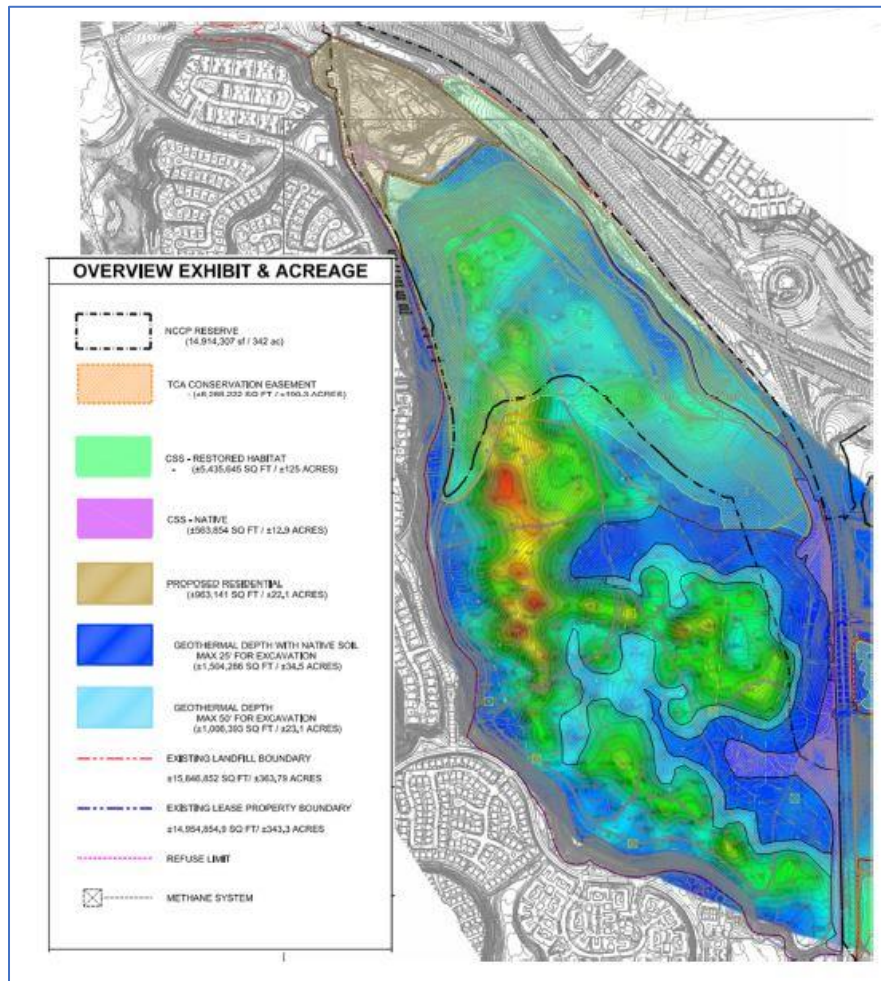 OVERVIEW EXHIBIT & ACREAGE
NCCP RESERVE
(14,914,307 sf / 342 ac)
TCA CONSERVATION EASEMENT
SQ FT / ACRES)
CSS - RESTORED HABITAT
- (±5,435,645 SQ FT / ±125 ACRES)
CSS - NATIVE
(±563,854 SQ FT / ±12.9 ACRES)
PROPOSED RESIDENTIAL
(±963,141 SQ FT / ±22.1 ACRES)
GEOTHERMAL DEPTH WITH NATIVE SOIL
MAX 25' FOR EXCAVATION
(±1,504,286 SQ FT / ±34.5 ACRES)
GEOTHERMAL DEPTH
MAX 50' FOR EXCAVATION
SQ FT / ±23.1 ACRES)
EXISTING LANDFILL BOUNDARY
±15,846,852 SQ FT/ ±363.79 ACRES
EXISTING LEASE PROPERTY BOUNDARY
±14,954,854.9 SQ FT/ ±343.3 ACRES
REFUSE LIMIT
METHANE SYSTEM